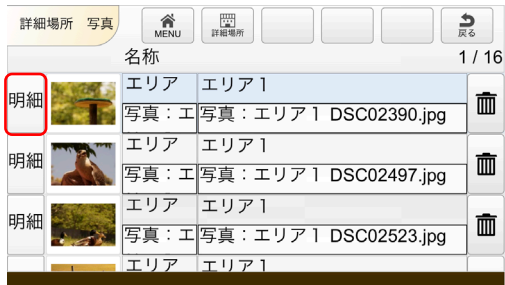 詳細場所 写真 MENU 詳細場所 戻る
名称 1 / 16
明細 エリア エリア1
写真：エ 写真：エリア1 DSC02390.jpg
明細 エリア エリア1
写真：エ 写真：エリア1 DSC02497.jpg
明細 エリア エリア1
写真：エ 写真：エリア1 DSC02523.jpg
エリア エリア1